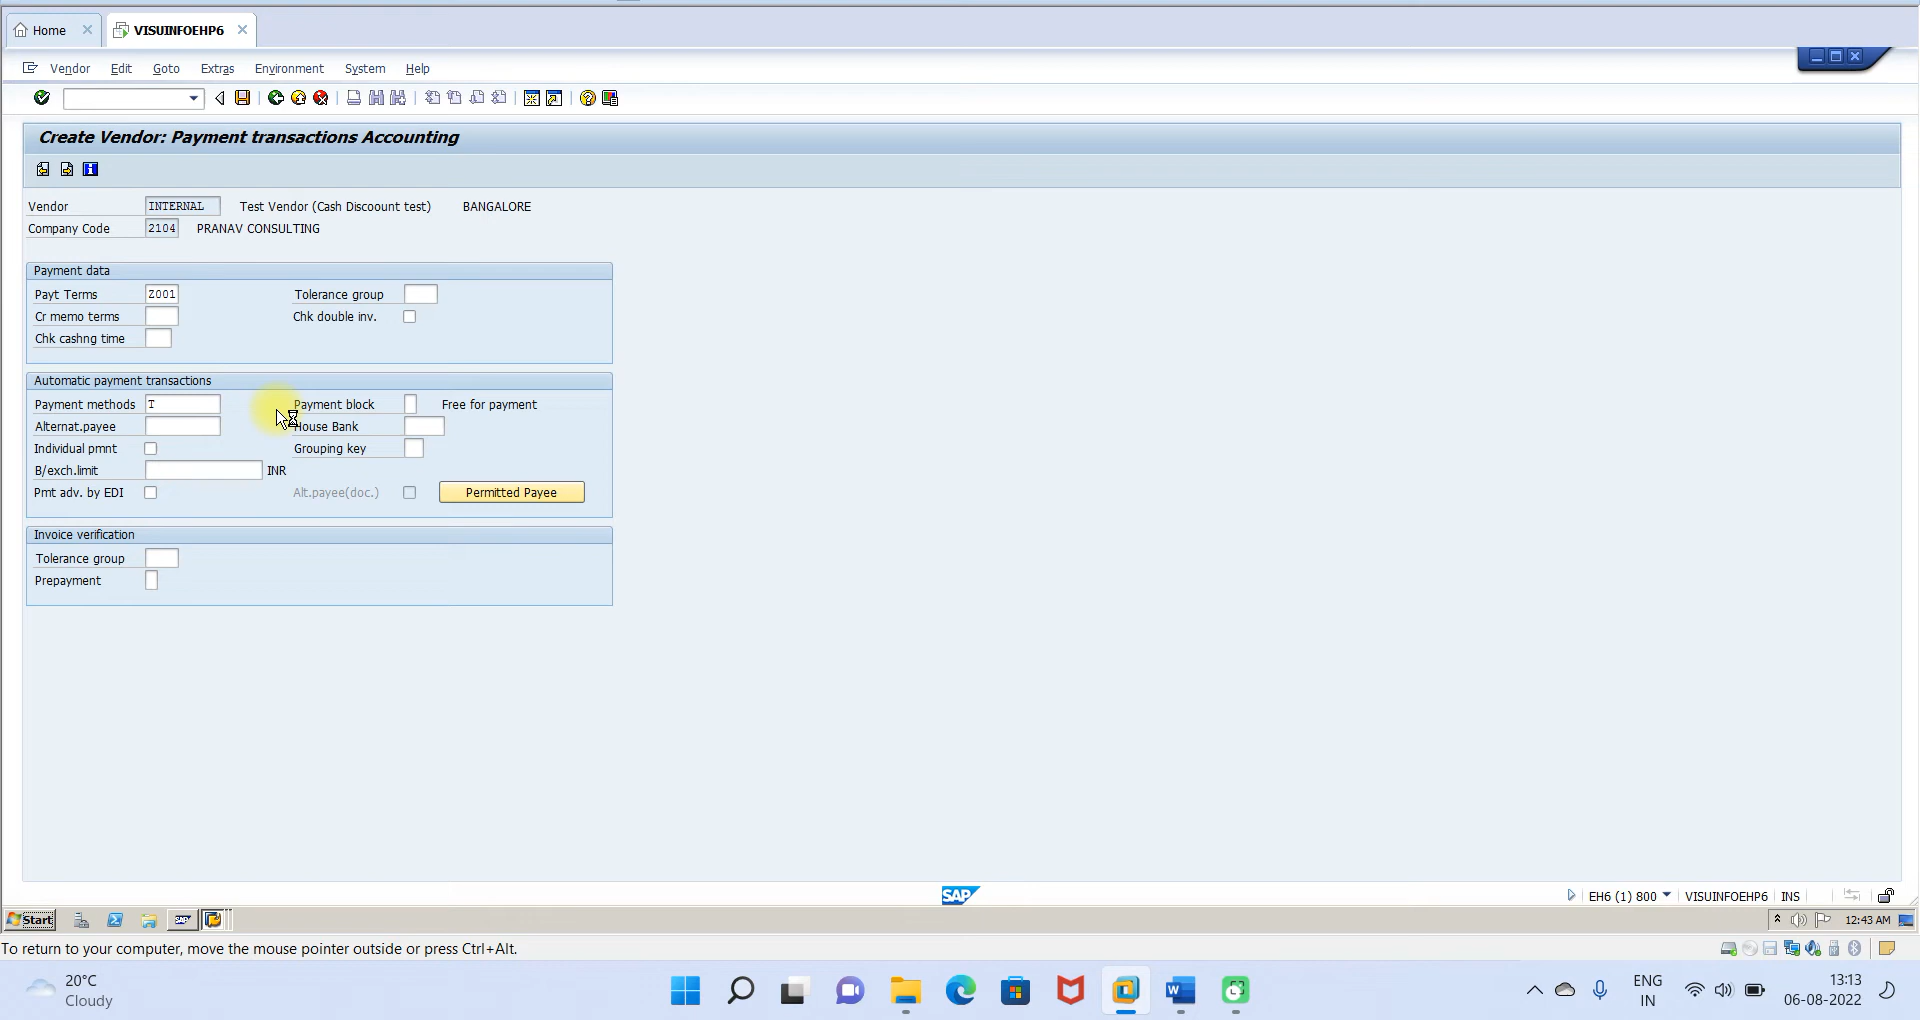 Home VISUINFOEHP6
Vendor Edit Goto Extras Environment System Help
Create Vendor: Payment transactions Accounting
Vendor INTERNAL Test Vendor (Cash Discoount test) BANGALORE
Company Code 2104 PRANAV CONSULTING
Payment data
Payt Terms Z001 Tolerance group
Cr memo terms Chk double inv.
Chk cashng time
Automatic payment transactions
Payment methods T Payment block Free for payment
Alternat.payee House Bank
Individual pmnt Grouping key
B/exch.limit INR
Pmt adv. by EDI Alt.payee(doc.) Permitted Payee
Invoice verification
Tolerance group
Prepayment
SAP EH6 (1) 800 VISUINFOEHP6 INS
Start SAP 12:43 AM
To return to your computer, move the mouse pointer outside or press Ctrl+Alt.
20°C
Cloudy
W
ENG
IN
13:13
06-08-2022